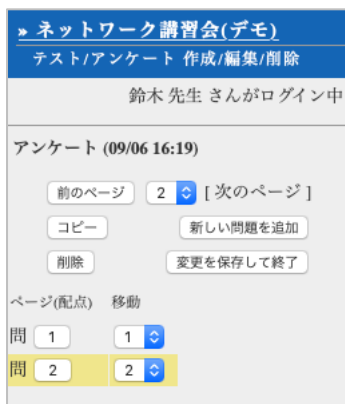 » ネットワーク講習会(デモ)
テスト/アンケート 作成/編集/削除
鈴木 先生 さんがログイン中
アンケート (09/06 16:19)
前のページ 2 [ 次のページ ]
コピー 新しい問題を追加
削除 変更を保存して終了
ページ(配点) 移動
問 1 1
問 2 2